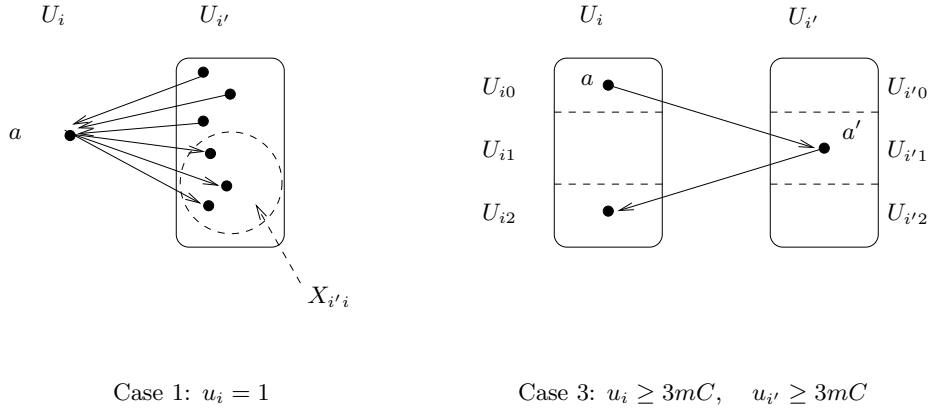 U_i U_{i'} U_i U_{i'}
U_{i0} a U_{i'0}
a U_{i1} a' U_{i'1}
U_{i2} U_{i'2}
X_{i'i}
Case 1: u_i = 1 Case 3: u_i ≥ 3mC, u_{i'} ≥ 3mC